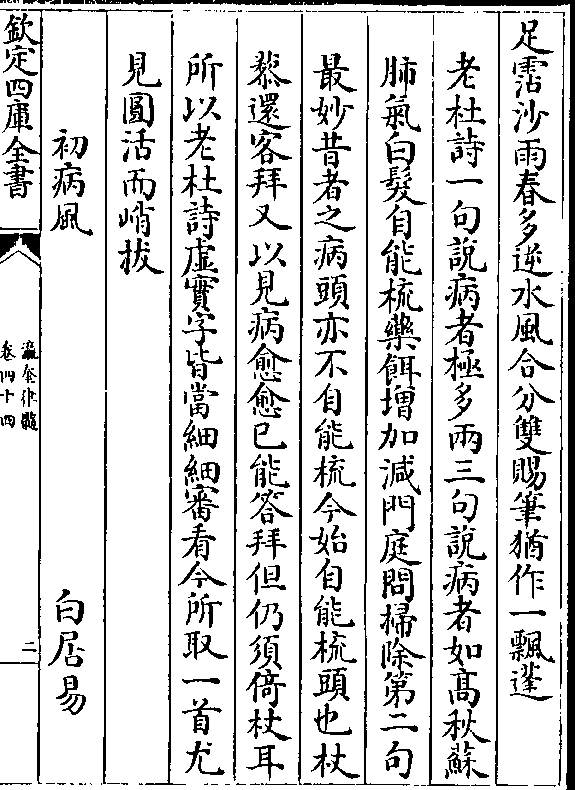 足霑沙雨春多逆水風合分雙賜筆猶作一飄蓬
老杜詩一句說病者極多兩三句說病者如髙秋蘇
肺氣白髮自能梳藥餌増加減門庭問掃除第二句
最妙昔者之病頭亦不自能梳今始自能梳頭也杖
藜還客拜又以見病愈愈已能答拜但仍須倚杖耳
所以老杜詩虛實字皆當細細審看今所取一首尤
見圓活而峭拔
初病風 白居易
欽定四庫全書
瀛奎律髓
卷四十四
二